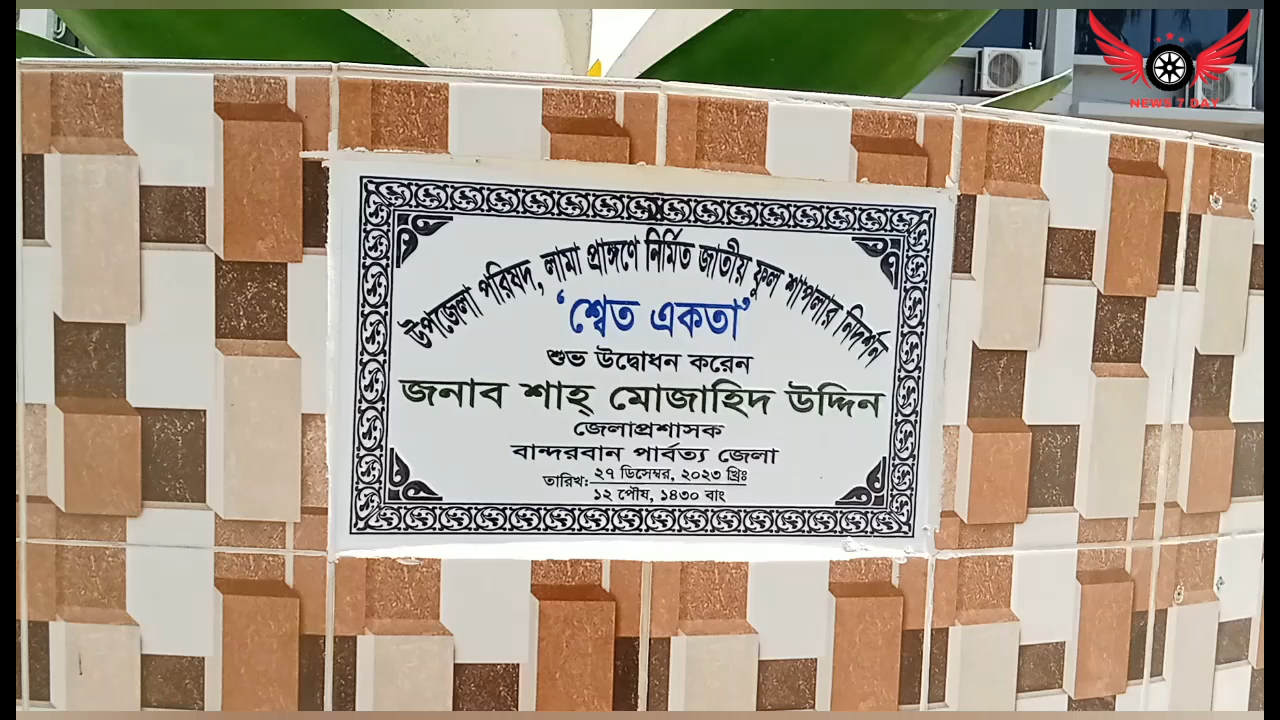 NEWS 7 DAY
উপজেলা পরিষদ, লামা প্রাঙ্গণে নির্মিত জাতীয় ফুল শাপলার নিদর্শন
‘শ্বেত একতা’
শুভ উদ্বোধন করেন
জনাব শাহ্ মোজাহিদ উদ্দিন
জেলাপ্রশাসক
বান্দরবান পার্বত্য জেলা
তারিখ: ২৭ ডিসেম্বর, ২০২৩ খ্রিঃ
১২ পৌষ, ১৪৩০ বাং